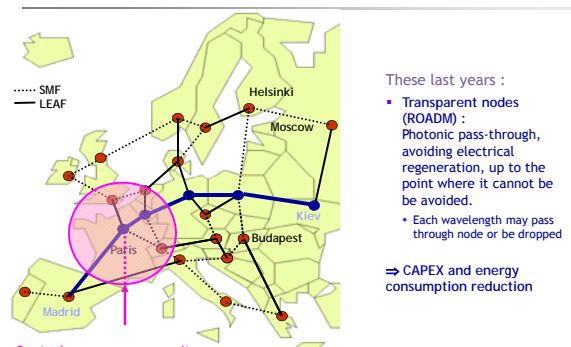 SMF
LEAF
Helsinki
Moscow
Kiev
Budapest
Paris
Madrid
These last years :
Transparent nodes
(ROADM) :
Photonic pass-through,
avoiding electrical
regeneration, up to the
point where it cannot be
be avoided.
Each wavelength may pass
through node or be dropped
⇒ CAPEX and energy
consumption reduction